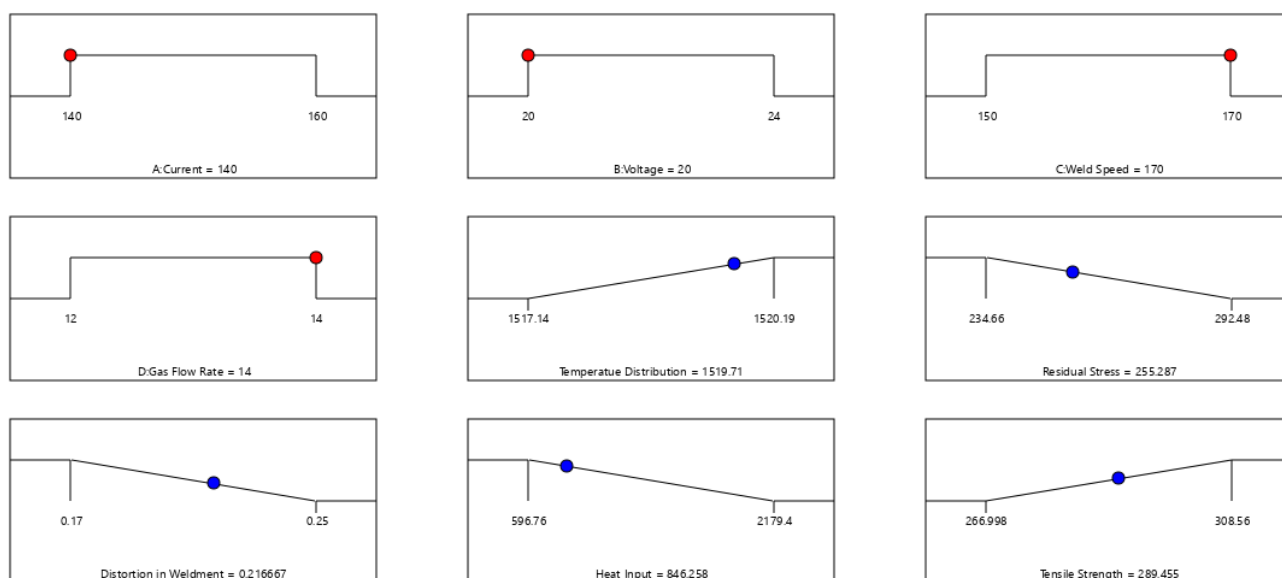 140 160
A:Current = 140
20 24
B:Voltage = 20
150 170
C:Weld Speed = 170
12 14
D:Gas Flow Rate = 14
1517.14 1520.19
Temperatue Distribution = 1519.71
234.66 292.48
Residual Stress = 255.287
0.17 0.25
Distortion in Weldment = 0.216667
596.76 2179.4
Heat Input = 846.258
266.998 308.56
Tensile Strength = 289.455